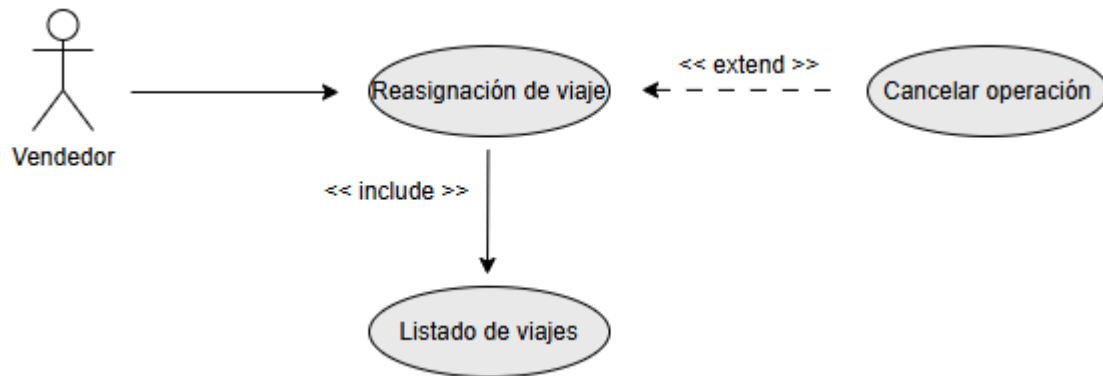 << extend >>
Reasignación de viaje
Cancelar operación
Vendedor
<< include >>
Listado de viajes